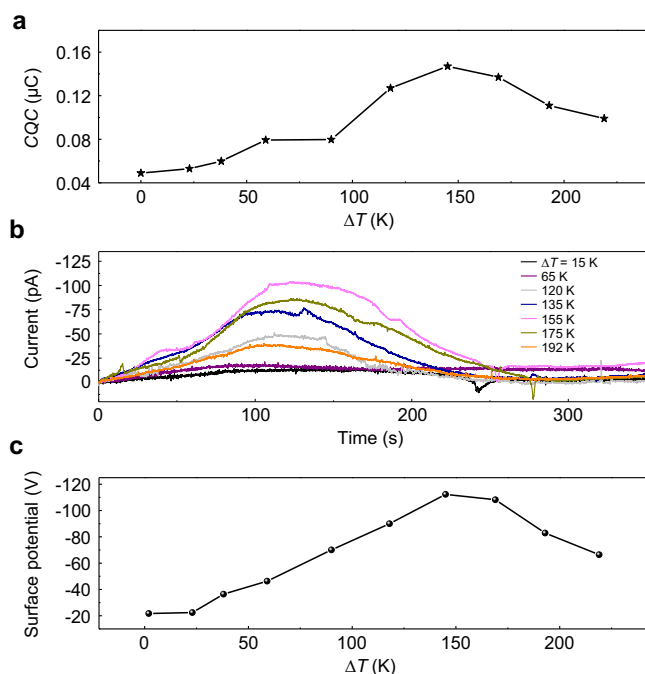 a
CQC (μC)
0.16
0.12
0.08
0.04
0
50
100
150
200
ΔT (K)
b
Current (pA)
-125
-100
-75
-50
-25
0
ΔT = 15 K
65 K
120 K
135 K
155 K
175 K
192 K
0
100
200
300
Time (s)
c
Surface potential (V)
-120
-100
-80
-60
-40
-20
0
50
100
150
200
ΔT (K)